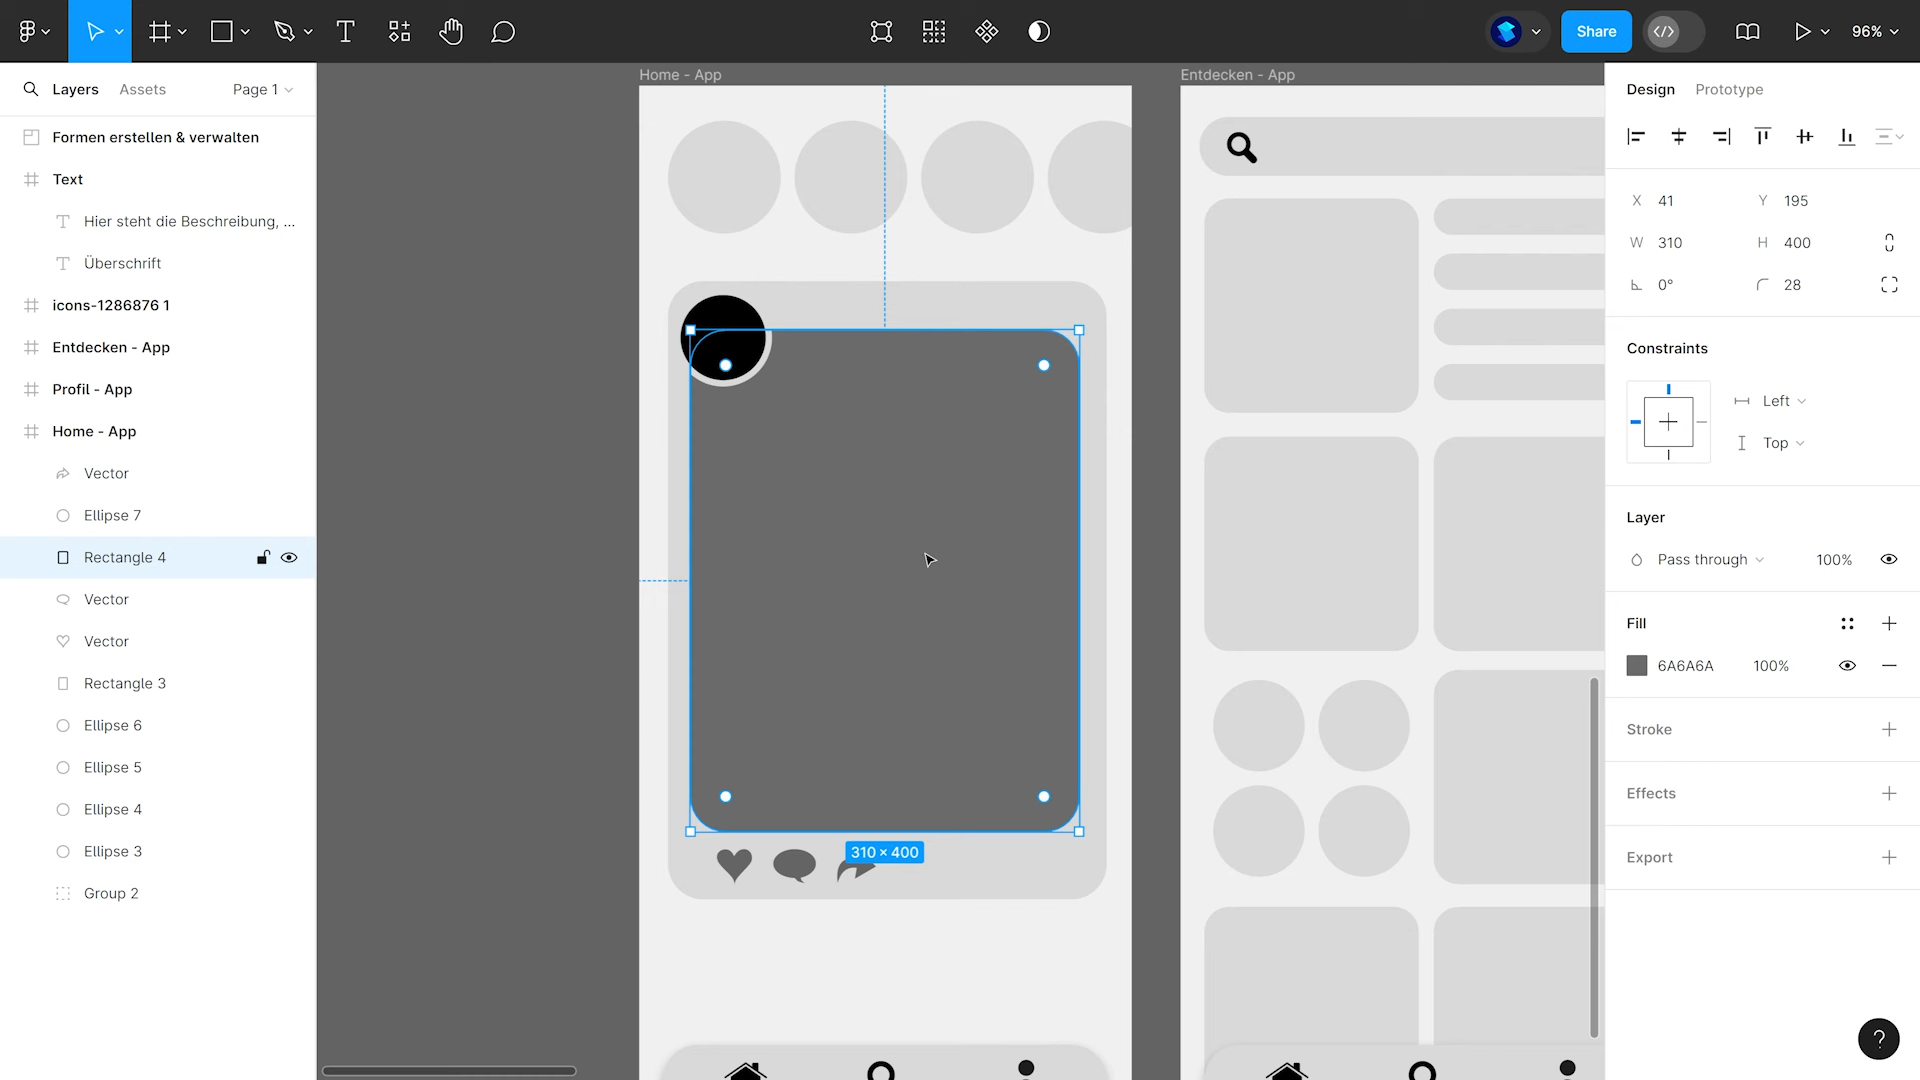 Share
96%
Layers
Assets
Page 1
Formen erstellen & verwalten
Text
Hier steht die Beschreibung, ...
Überschrift
icons-1286876 1
Entdecken - App
Profil - App
Home - App
Vector
Ellipse 7
Rectangle 4
Vector
Vector
Rectangle 3
Ellipse 6
Ellipse 5
Ellipse 4
Ellipse 3
Group 2
Home - App
310 × 400
Entdecken - App
Design
Prototype
X 41
Y 195
W 310
H 400
0°
28
Constraints
Left
Top
Layer
Pass through
100%
Fill
6A6A6A
100%
Stroke
Effects
Export
?